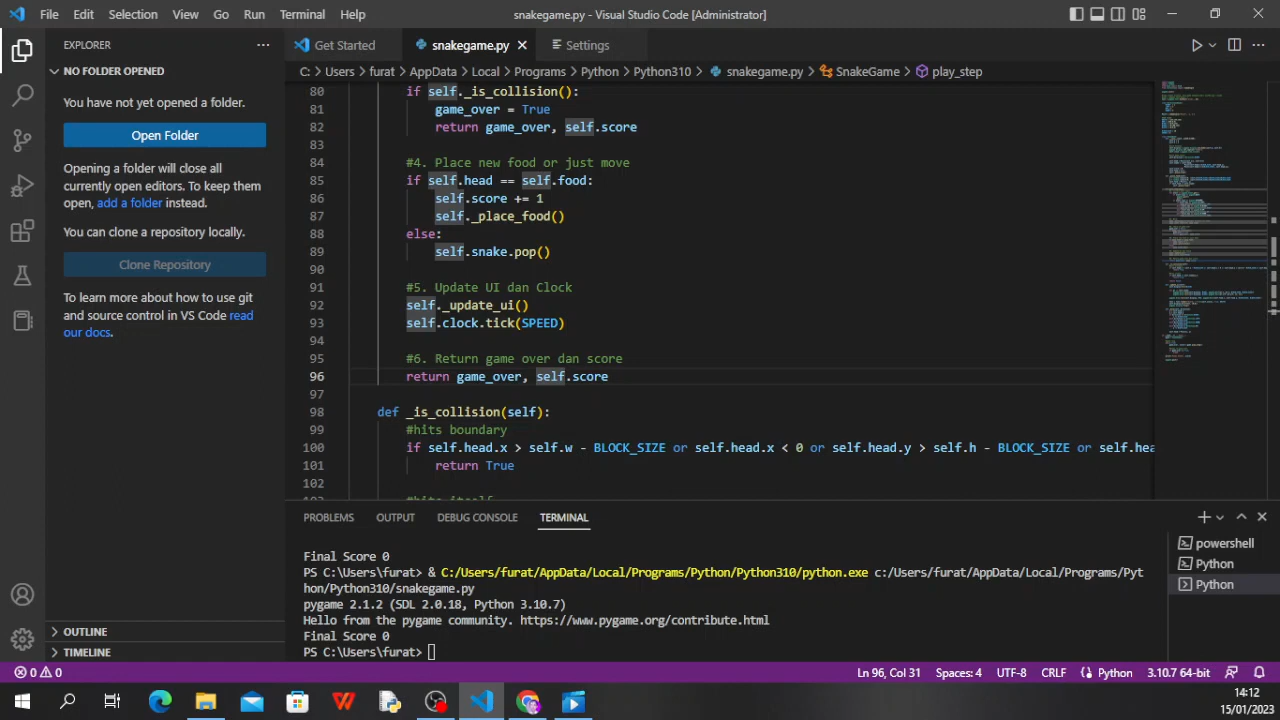 File Edit Selection View Go Run Terminal Help snakegame.py - Visual Studio Code [Administrator]
EXPLORER
NO FOLDER OPENED
You have not yet opened a folder.
Open Folder
Opening a folder will close all
currently open editors. To keep them
open, add a folder instead.
You can clone a repository locally.
Clone Repository
To learn more about how to use git
and source control in VS Code read
our docs.
OUTLINE
TIMELINE
Get Started snakegame.py Settings
C: > Users > furat > AppData > Local > Programs > Python > Python310 > snakegame.py > SnakeGame > play_step
80 if self._is_collision():
81 game_over = True
82 return game_over, self.score
83
84 #4. Place new food or just move
85 if self.head == self.food:
86 self.score += 1
87 self._place_food()
88 else:
89 self.snake.pop()
90
91 #5. Update UI dan Clock
92 self._update_ui()
93 self.clock.tick(SPEED)
94
95 #6. Return game over dan score
96 return game_over, self.score
97
98 def _is_collision(self):
99 #hits boundary
100 if self.head.x > self.w - BLOCK_SIZE or self.head.x < 0 or self.head.y > self.h - BLOCK_SIZE or self.hea
101 return True
102
103 #hits itself
PROBLEMS OUTPUT DEBUG CONSOLE TERMINAL
Final Score 0
PS C:\Users\furat> & C:/Users/furat/AppData/Local/Programs/Python/Python310/python.exe c:/Users/furat/AppData/Local/Programs/Pyt
hon/Python310/snakegame.py
pygame 2.1.2 (SDL 2.0.18, Python 3.10.7)
Hello from the pygame community. https://www.pygame.org/contribute.html
Final Score 0
PS C:\Users\furat>
powershell
Python
Python
0 0 Ln 96, Col 31 Spaces: 4 UTF-8 CRLF Python 3.10.7 64-bit
14:12
15/01/2023